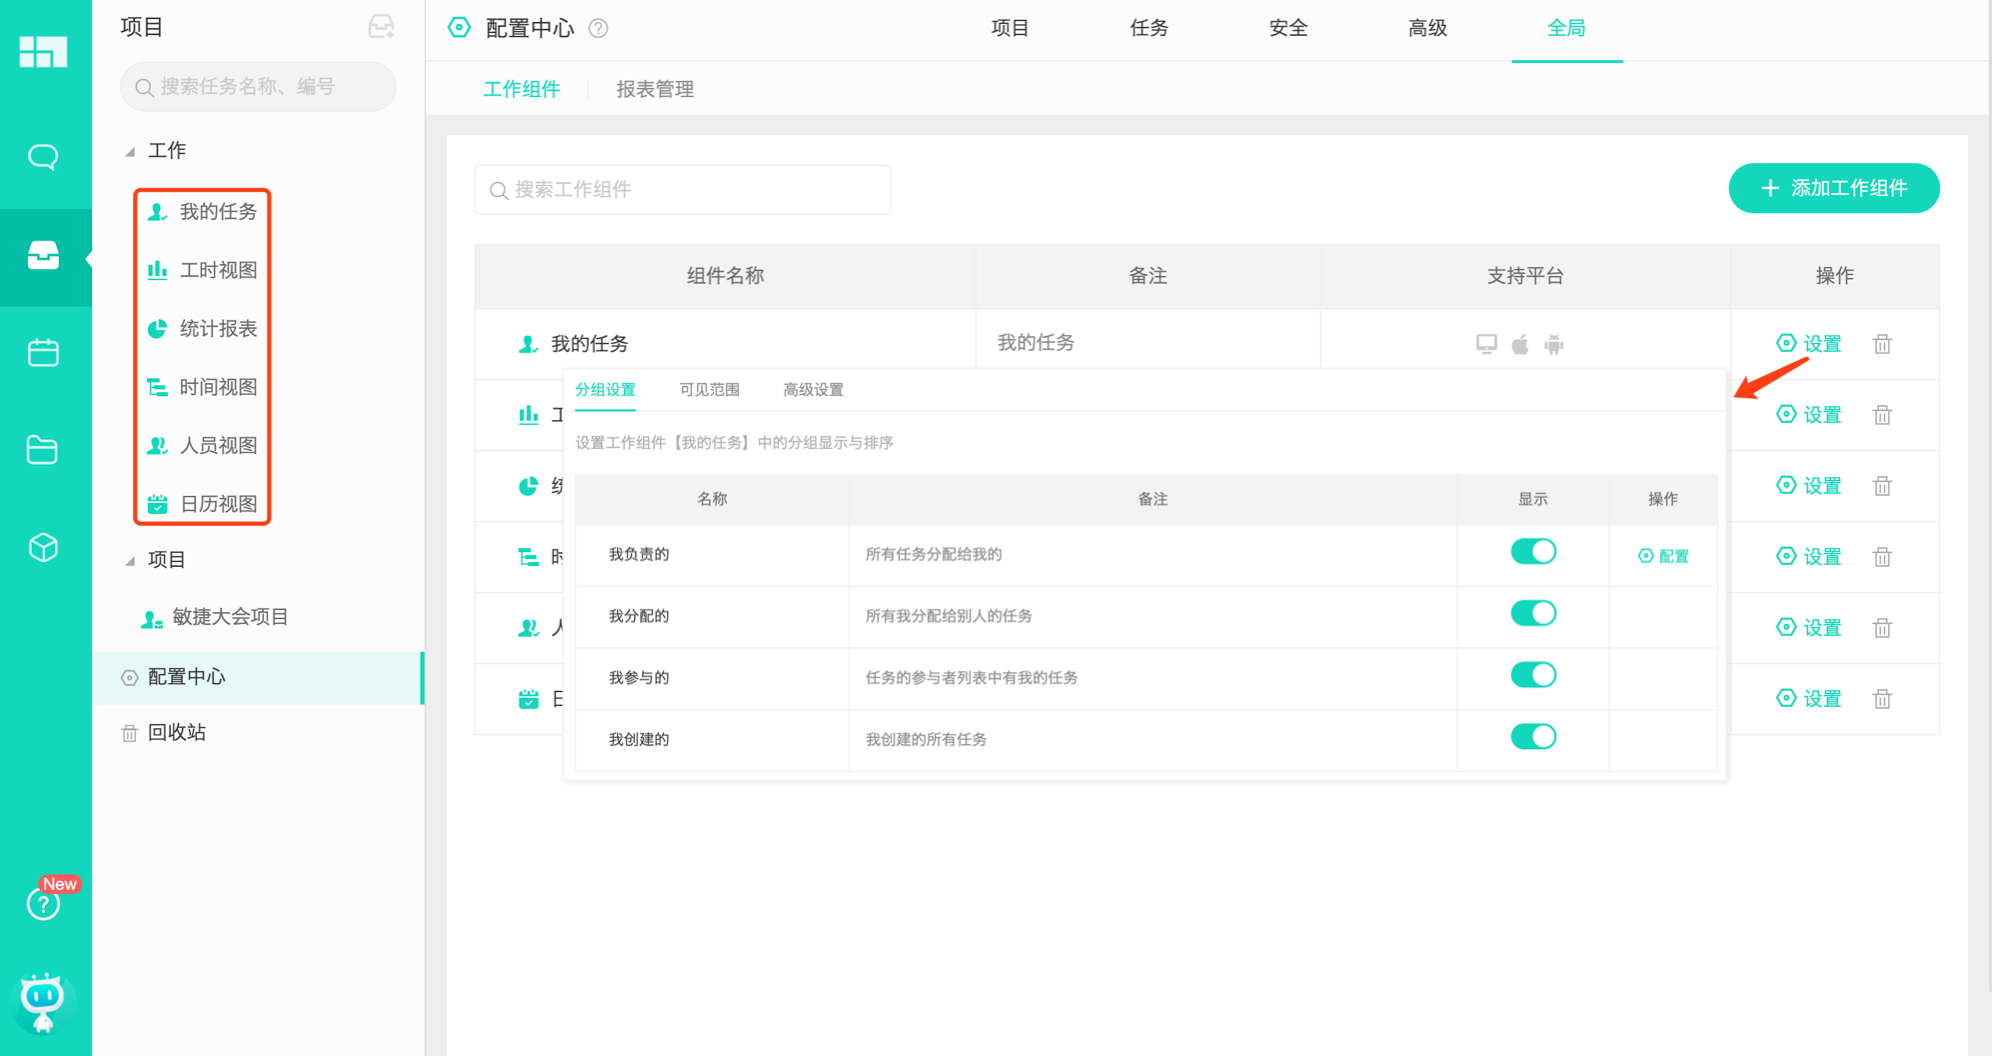 项目
搜索任务名称、编号
工作
我的任务
工时视图
统计报表
时间视图
人员视图
日历视图
项目
敏捷大会项目
配置中心
回收站
New
?
配置中心 ?
项目 任务 安全 高级 全局
工作组件 报表管理
搜索工作组件
+ 添加工作组件
组件名称 备注 支持平台 操作
我的任务 我的任务 设置
工 设置
统 设置
时 设置
人 设置
日 设置
分组设置 可见范围 高级设置
设置工作组件【我的任务】中的分组显示与排序
名称 备注 显示 操作
我负责的 所有任务分配给我的 配置
我分配的 所有我分配给别人的任务
我参与的 任务的参与者列表中有我的任务
我创建的 我创建的所有任务